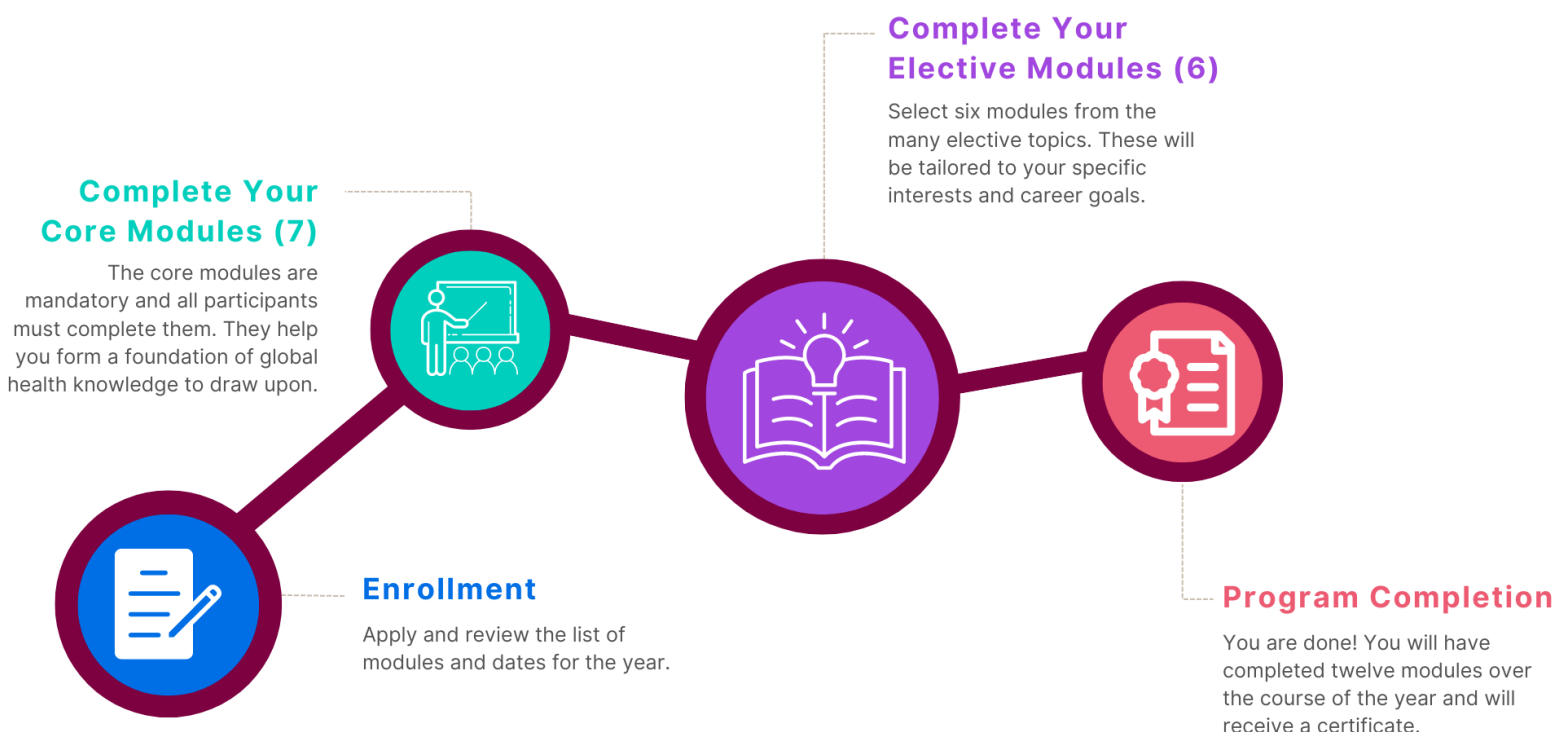 Complete Your
Elective Modules (6)
Select six modules from the
many elective topics. These will
be tailored to your specific
interests and career goals.
Complete Your
Core Modules (7)
The core modules are
mandatory and all participants
must complete them. They help
you form a foundation of global
health knowledge to draw upon.
Enrollment
Apply and review the list of
modules and dates for the year.
Program Completion
You are done! You will have
completed twelve modules over
the course of the year and will
receive a certificate.